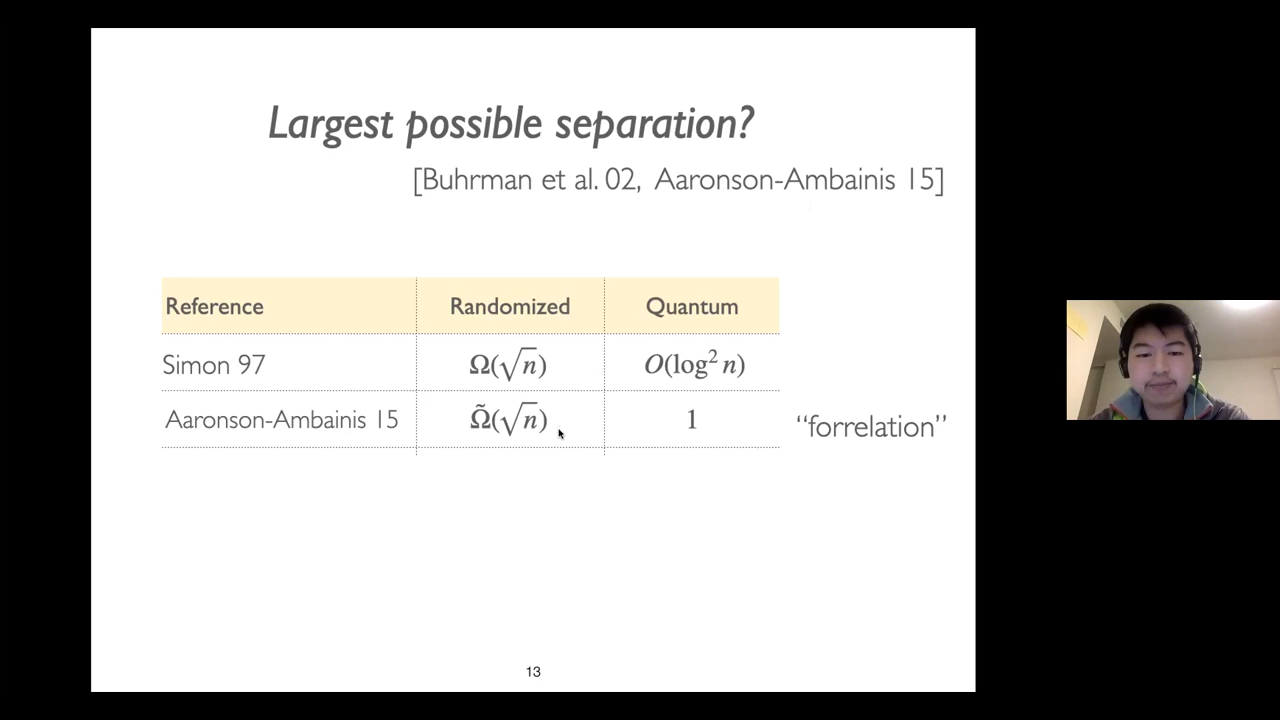 Largest possible separation?
[Buhrman et al. 02, Aaronson-Ambainis 15]
Reference Randomized Quantum
Simon 97 Ω(√n) O(log² n)
Aaronson-Ambainis 15 Ω̃(√n) 1 “forrelation”
13